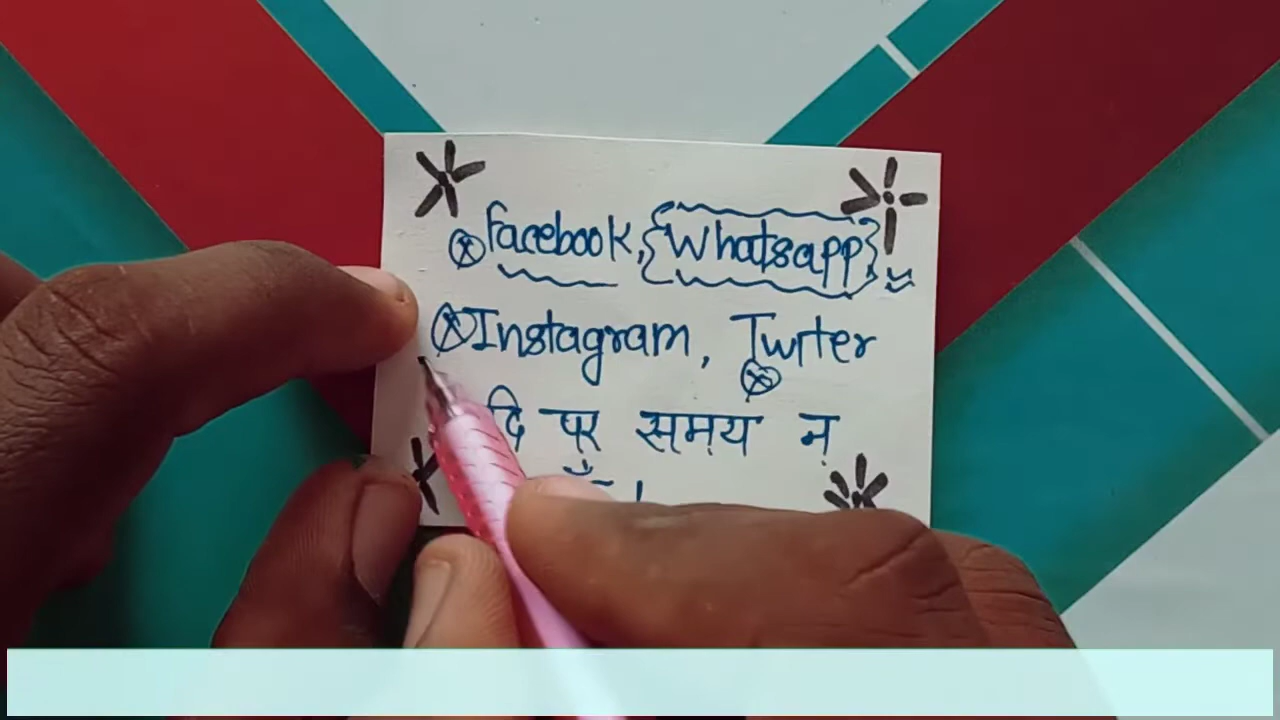 Facebook, {Whatsapp}
Instagram, Twiter
दि पर समय न